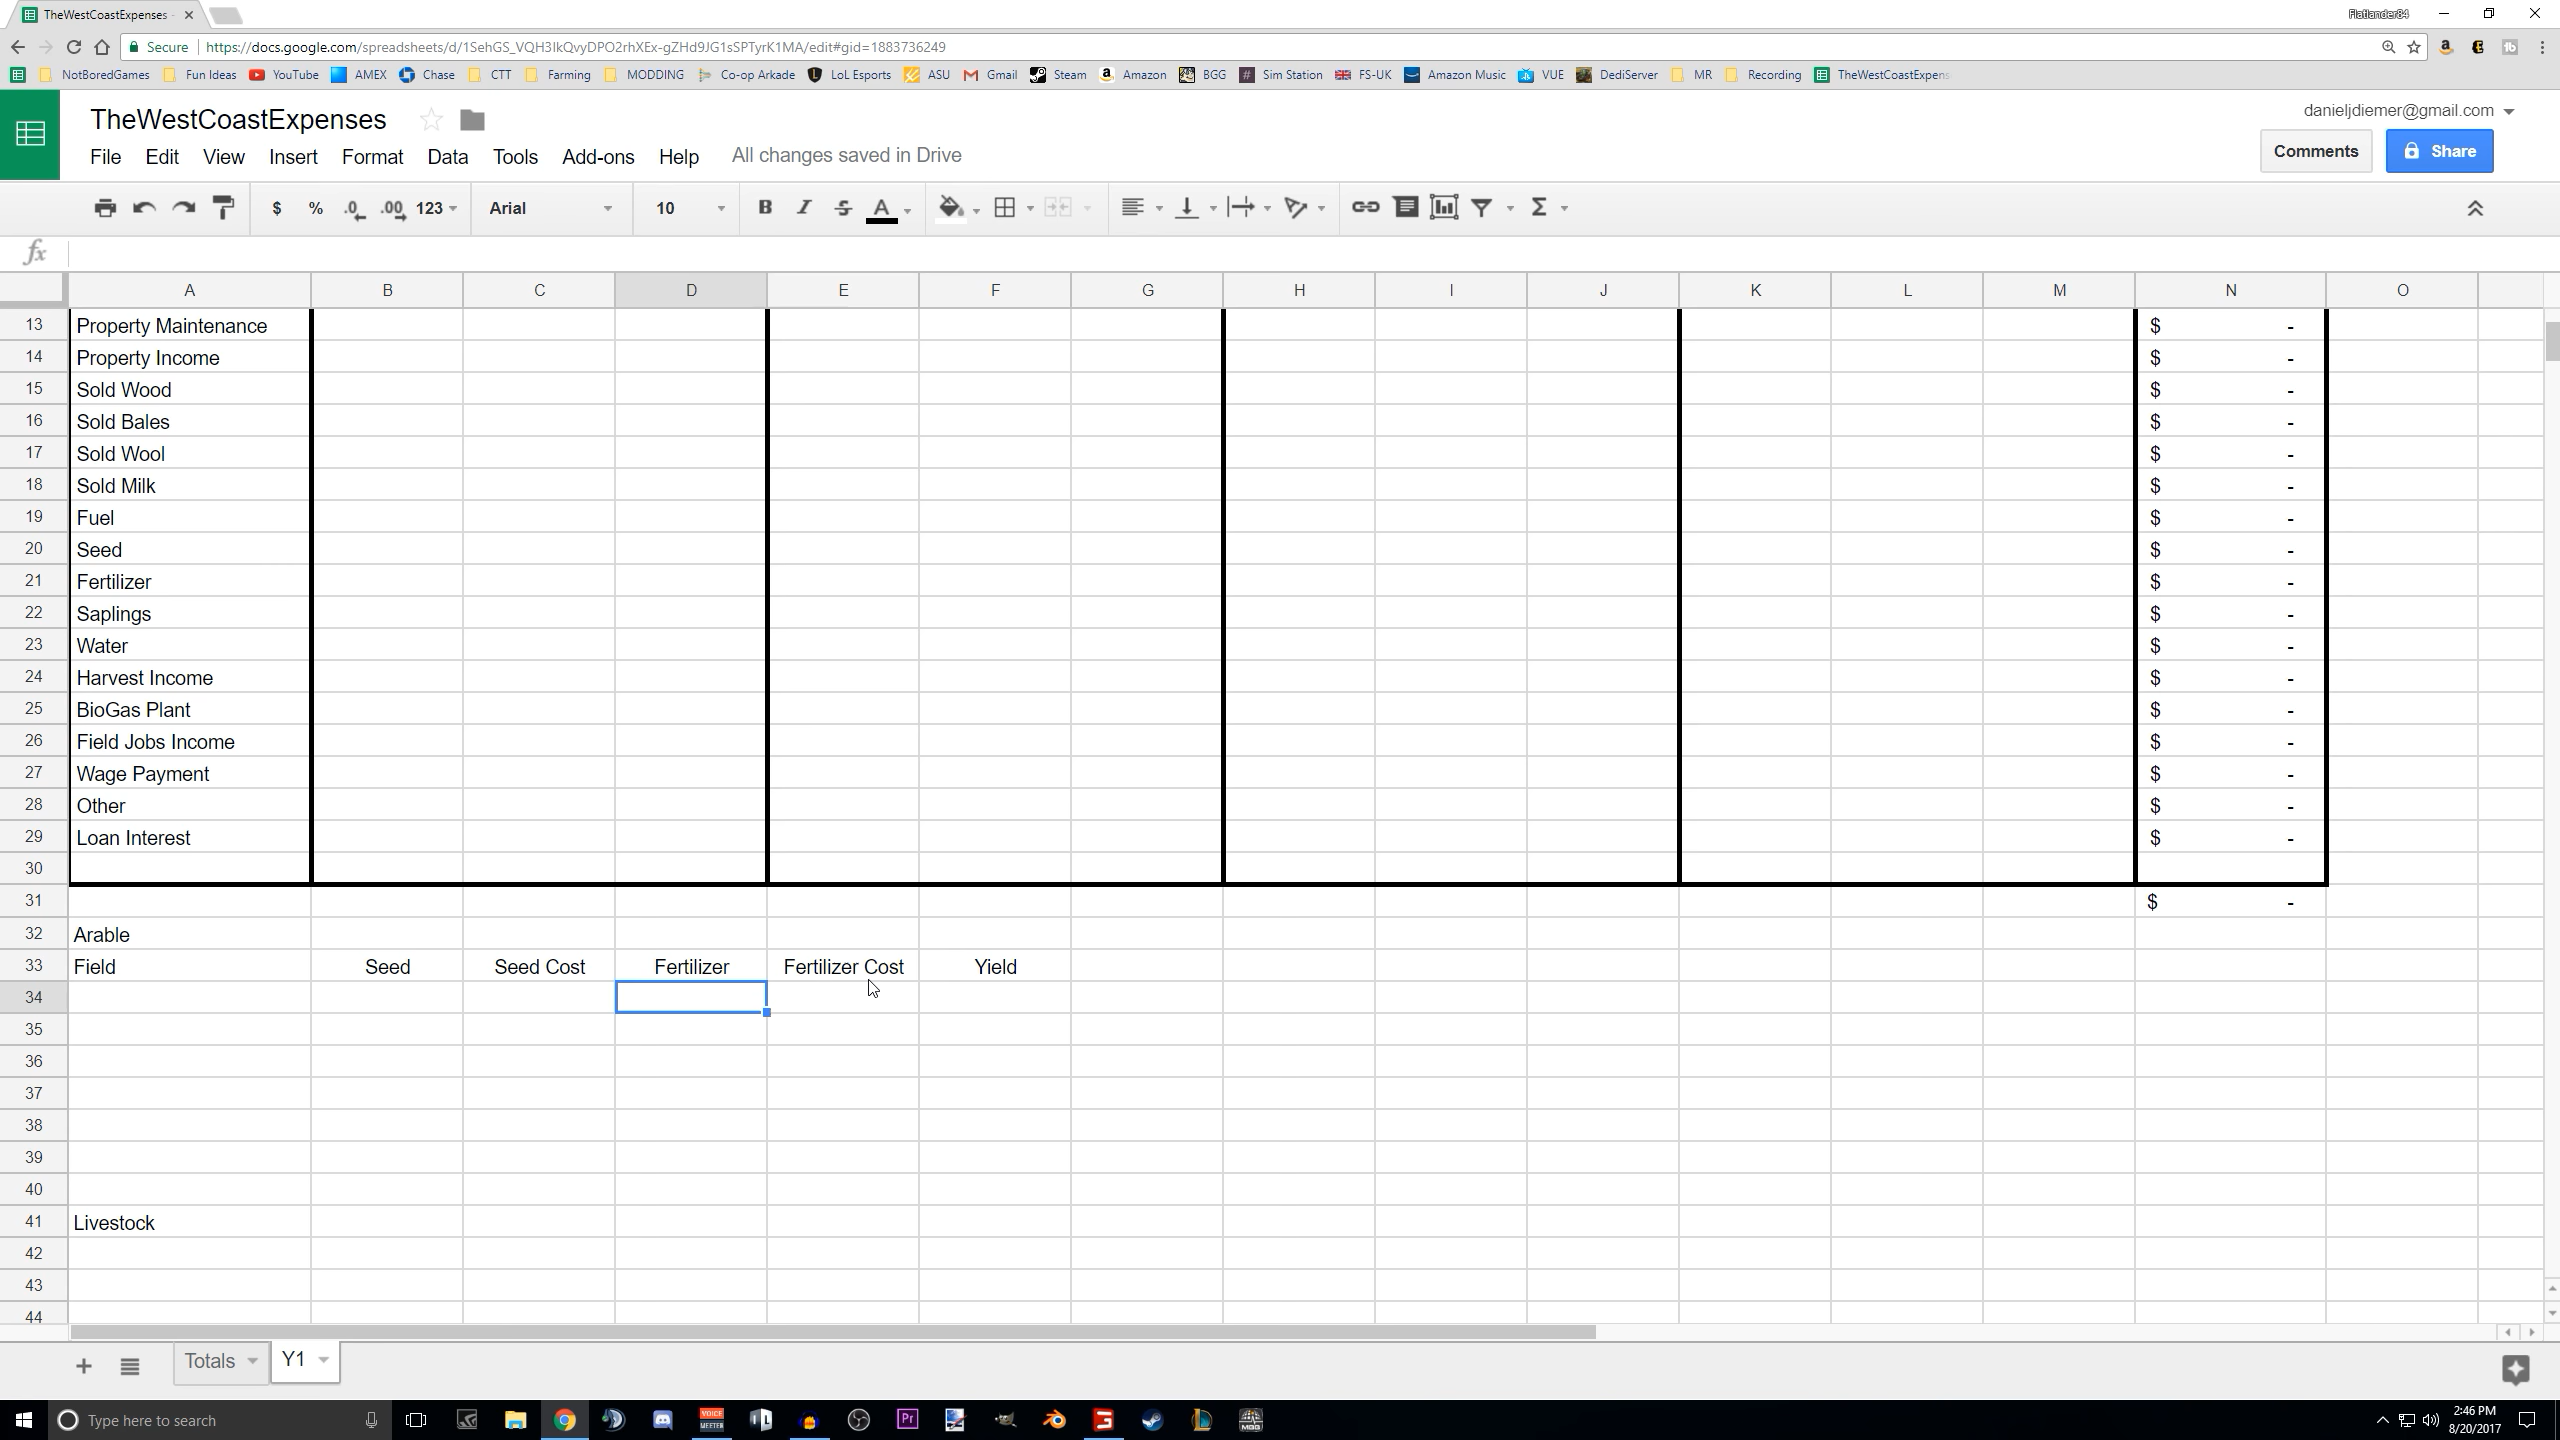 TheWestCoastExpenses -
Flatlander84
Secure https://docs.google.com/spreadsheets/d/1SehGS_VQH3IkQvyDPO2rhXEx-gZHd9JG1sSPTyrK1MA/edit#gid=1883736249
NotBoredGames Fun Ideas YouTube AMEX Chase CTT Farming MODDING Co-op Arkade LoL Esports ASU Gmail Steam Amazon BGG Sim Station FS-UK Amazon Music VUE DediServer MR Recording TheWestCoastExpens
TheWestCoastExpenses
danieljdiemer@gmail.com
File Edit View Insert Format Data Tools Add-ons Help All changes saved in Drive
Comments Share
$ % .0 .00 123 Arial 10 B I S A Σ
fx
A B C D E F G H I J K L M N O
13 Property Maintenance $ -
14 Property Income $ -
15 Sold Wood $ -
16 Sold Bales $ -
17 Sold Wool $ -
18 Sold Milk $ -
19 Fuel $ -
20 Seed $ -
21 Fertilizer $ -
22 Saplings $ -
23 Water $ -
24 Harvest Income $ -
25 BioGas Plant $ -
26 Field Jobs Income $ -
27 Wage Payment $ -
28 Other $ -
29 Loan Interest $ -
30
31 $ -
32 Arable
33 Field Seed Seed Cost Fertilizer Fertilizer Cost Yield
34
35
36
37
38
39
40
41 Livestock
42
43
44
Totals Y1
Type here to search
VOICE
MEETER
Pr
2:46 PM
8/20/2017